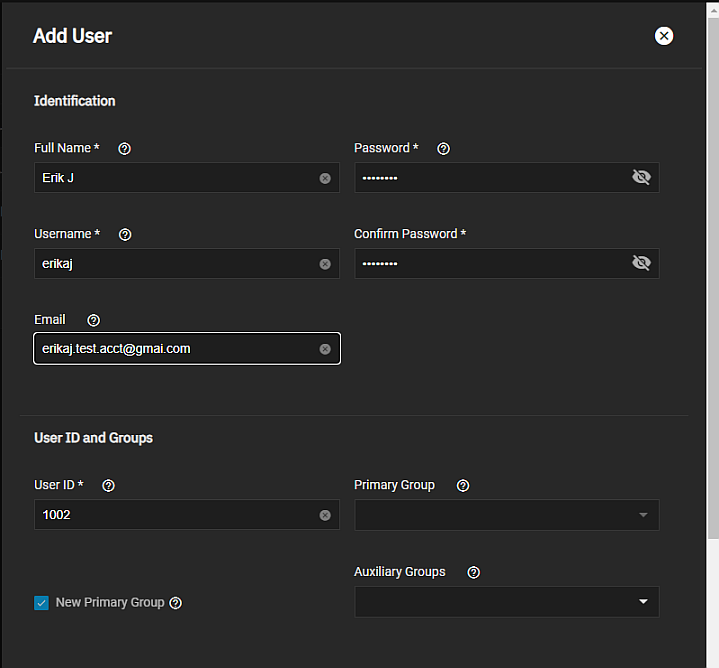 Add User
Identification
Full Name *
Password *
Erik J
••••••••
Username *
Confirm Password *
erikaj
••••••••
Email
erikaj.test.acct@gmai.com
User ID and Groups
User ID *
Primary Group
1002
Auxiliary Groups
New Primary Group